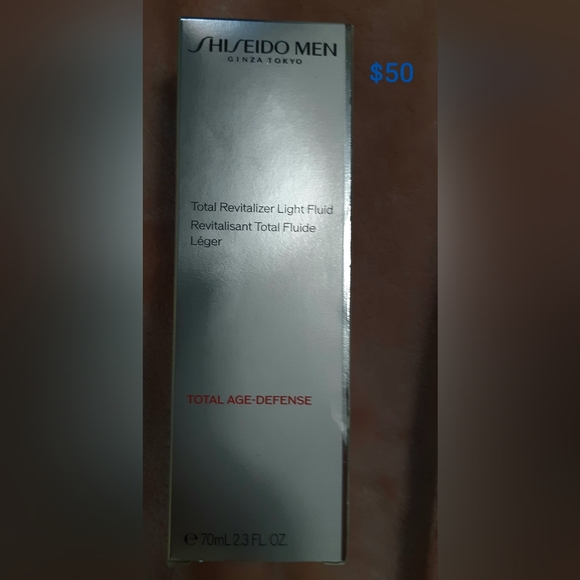 SHISEIDO MEN
GINZA TOKYO
$50
Total Revitalizer Light Fluid
Revitalisant Total Fluide
Léger
TOTAL AGE-DEFENSE
℮ 70mL 2.3 FL. OZ.